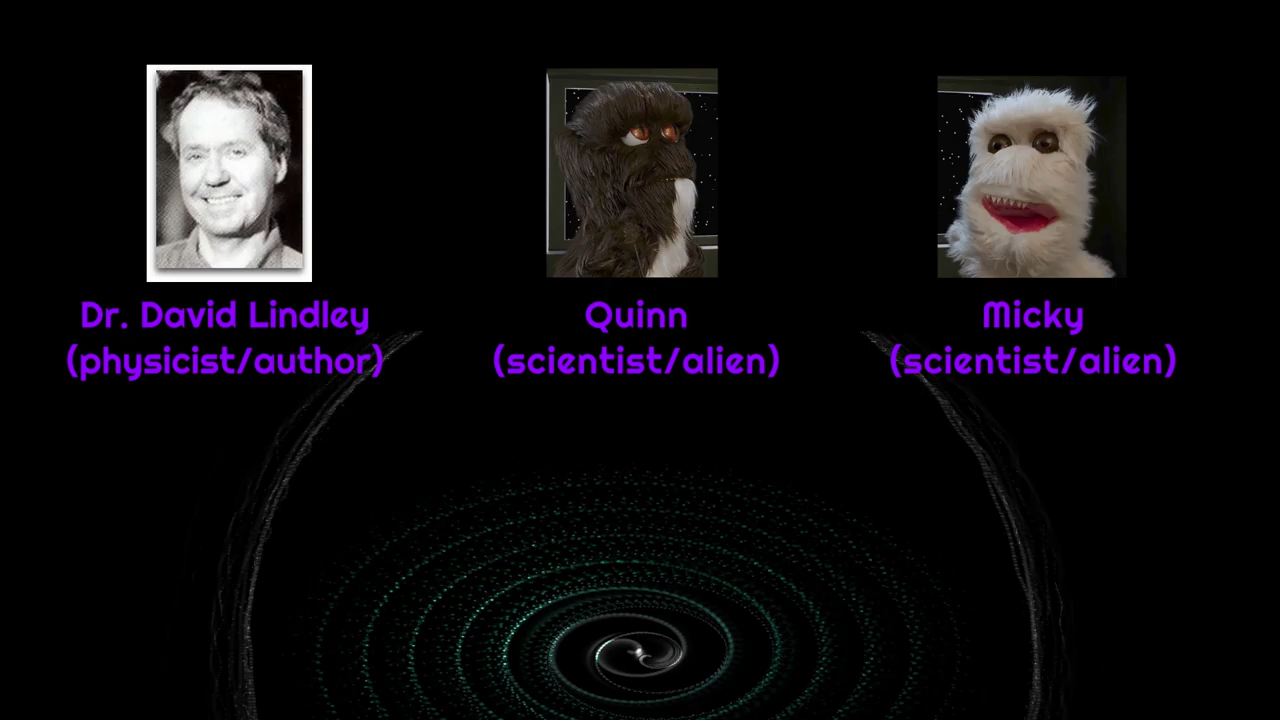 Dr. David Lindley
(physicist/author)
Quinn
(scientist/alien)
Micky
(scientist/alien)